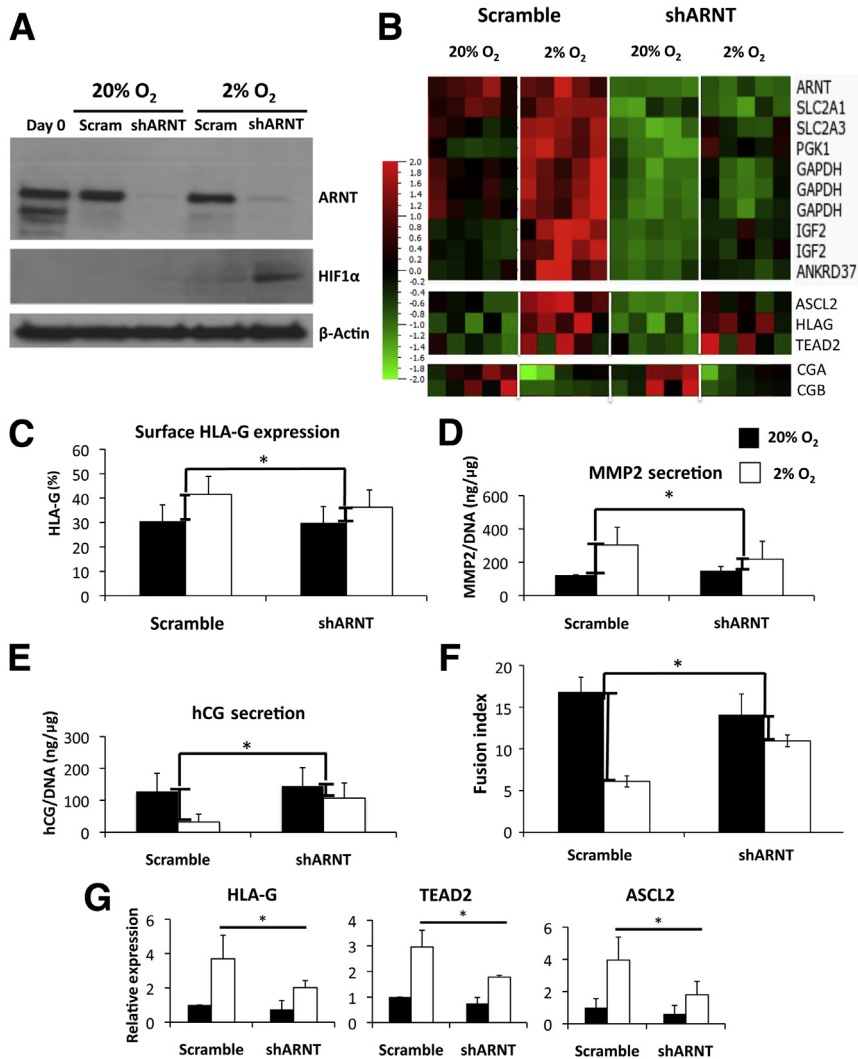 A
20% O₂ 2% O₂
Day 0 Scram shARNT Scram shARNT
ARNT
HIF1α
β-Actin
B
Scramble shARNT
20% O₂ 2% O₂ 20% O₂ 2% O₂
2.0
1.8
1.6
1.4
1.2
1.0
0.8
0.6
0.4
0.2
0.0
-0.2
-0.4
-0.6
-0.8
-1.0
-1.2
-1.4
-1.6
-1.8
-2.0
ARNT
SLC2A1
SLC2A3
PGK1
GAPDH
GAPDH
GAPDH
IGF2
IGF2
ANKRD37
ASCL2
HLAG
TEAD2
CGA
CGB
C
Surface HLA-G expression
HLA-G (%)
60
50
40
30
20
10
0
*
Scramble shARNT
D
20% O₂
2% O₂
MMP2 secretion
MMP2/DNA (ng/µg)
600
400
200
0
*
Scramble shARNT
E
hCG secretion
hCG/DNA (ng/µg)
300
200
100
0
*
Scramble shARNT
F
Fusion index
20
15
10
5
0
*
Scramble shARNT
G
Relative expression
HLA-G
6
4
2
0
*
Scramble shARNT
TEAD2
4
3
2
1
0
*
Scramble shARNT
ASCL2
6
4
2
0
*
Scramble shARNT